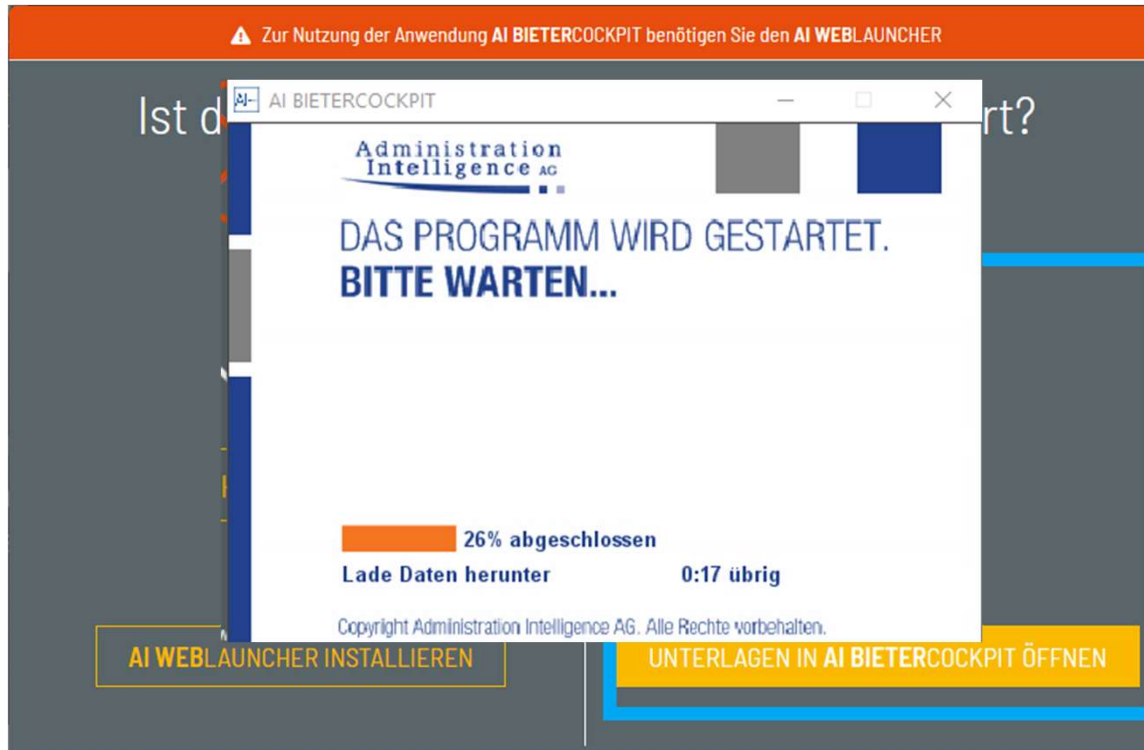 Zur Nutzung der Anwendung AI BIETERCOCKPIT benötigen Sie den AI WEBLAUNCHER
Ist d
rt?
AI BIETERCOCKPIT
Administration
Intelligence AG
DAS PROGRAMM WIRD GESTARTET.
BITTE WARTEN...
26% abgeschlossen
Lade Daten herunter 0:17 übrig
Copyright Administration Intelligence AG. Alle Rechte vorbehalten.
AI WEBLAUNCHER INSTALLIEREN
UNTERLAGEN IN AI BIETERCOCKPIT ÖFFNEN